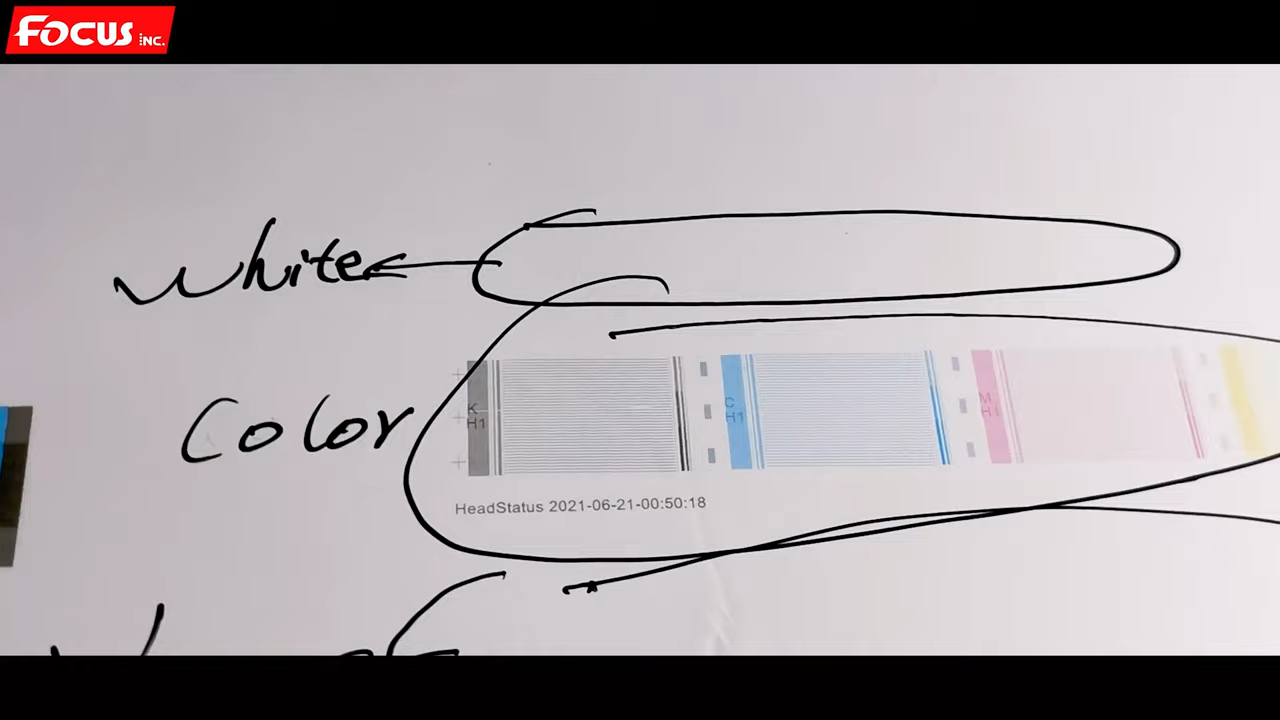 FOCUS INC.
White
Color
K H1
C H1
M H1
HeadStatus 2021-06-21-00:50:18